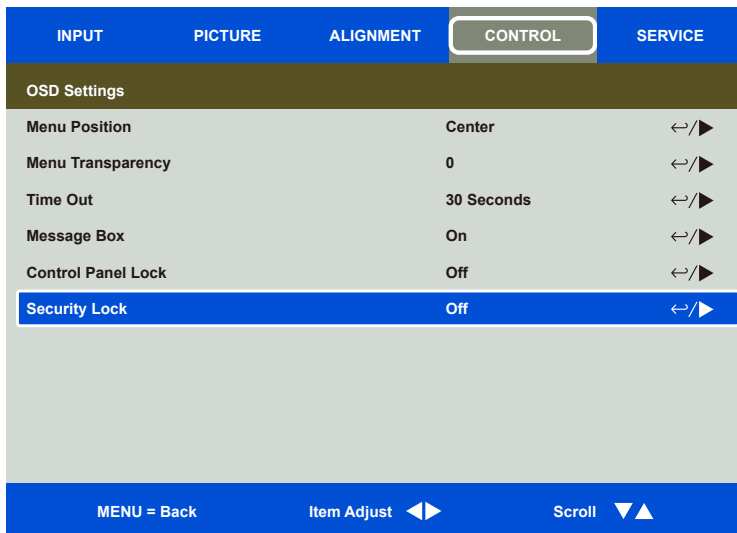 INPUT PICTURE ALIGNMENT CONTROL SERVICE
OSD Settings
Menu Position Center
Menu Transparency 0
Time Out 30 Seconds
Message Box On
Control Panel Lock Off
Security Lock Off
MENU = Back Item Adjust Scroll